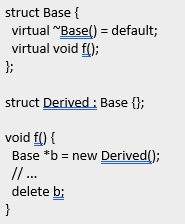 struct Base {
virtual ~Base() = default;
virtual void f();
};
struct Derived : Base {};
void f() {
Base *b = new Derived();
// ...
delete b;
}